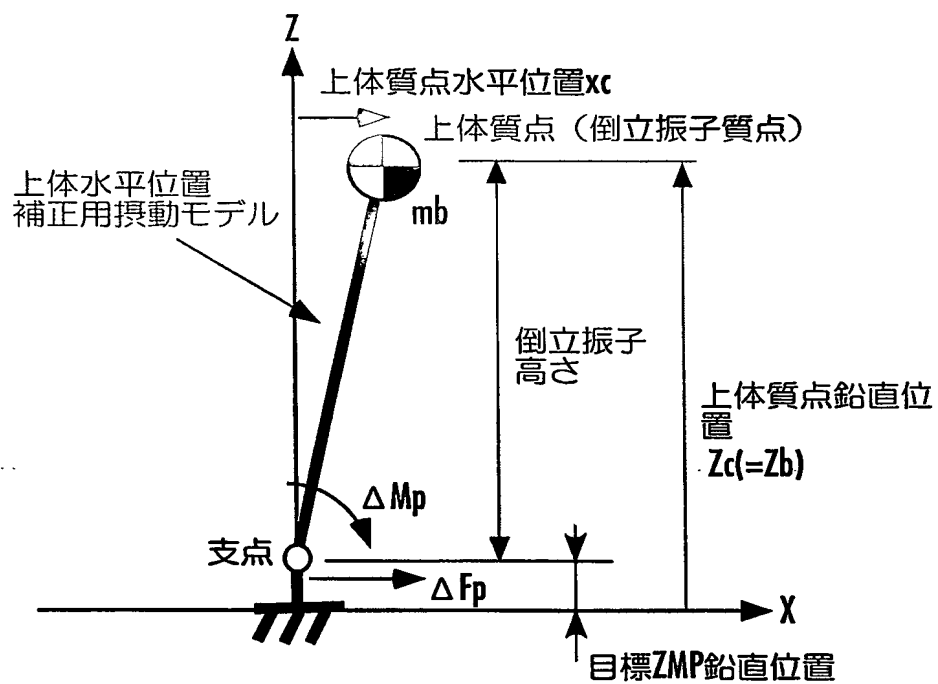 Z
上体質点水平位置xc
上体質点（倒立振子質点）
上体水平位置
補正用摂動モデル
mb
倒立振子
高さ
上体質点鉛直位
置
Zc(=Zb)
ΔMp
支点
ΔFp
X
目標ZMP鉛直位置